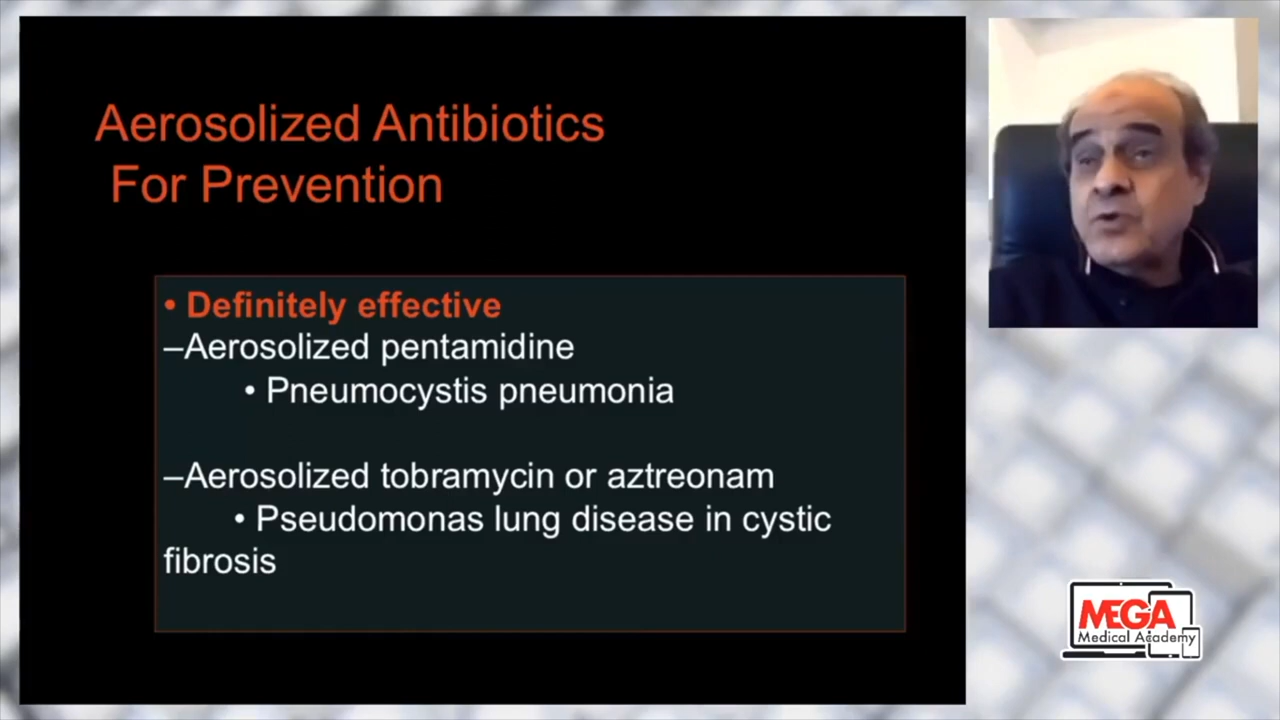 Aerosolized Antibiotics
For Prevention
• Definitely effective
–Aerosolized pentamidine
• Pneumocystis pneumonia
–Aerosolized tobramycin or aztreonam
• Pseudomonas lung disease in cystic
fibrosis
MEGA
Medical Academy